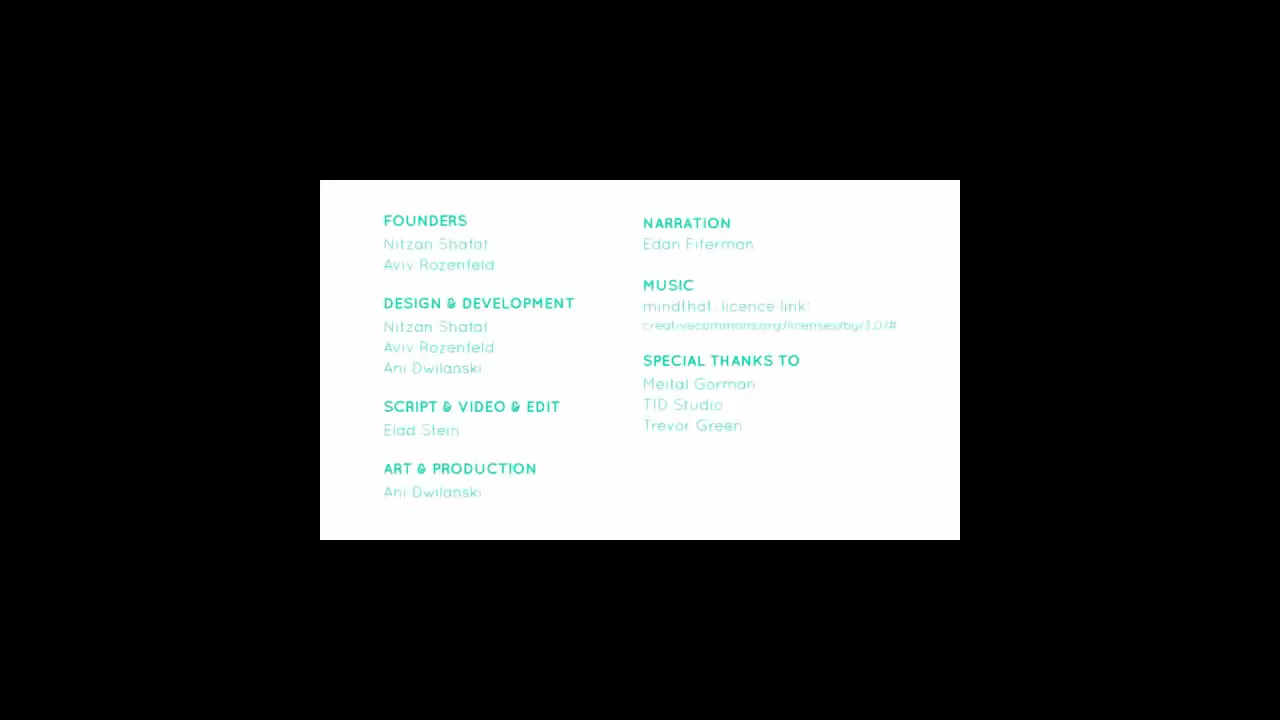 FOUNDERS
Nitzan Shafat
Aviv Rozenfeld
DESIGN & DEVELOPMENT
Nitzan Shafat
Aviv Rozenfeld
Ani Dwilanski
SCRIPT & VIDEO & EDIT
Elad Stein
ART & PRODUCTION
Ani Dwilanski
NARRATION
Edan Fiterman
MUSIC
mindthat, licence link:
creativecommons.org/licenses/by/3.0/#
SPECIAL THANKS TO
Meital Gorman
TID Studio
Trevor Green